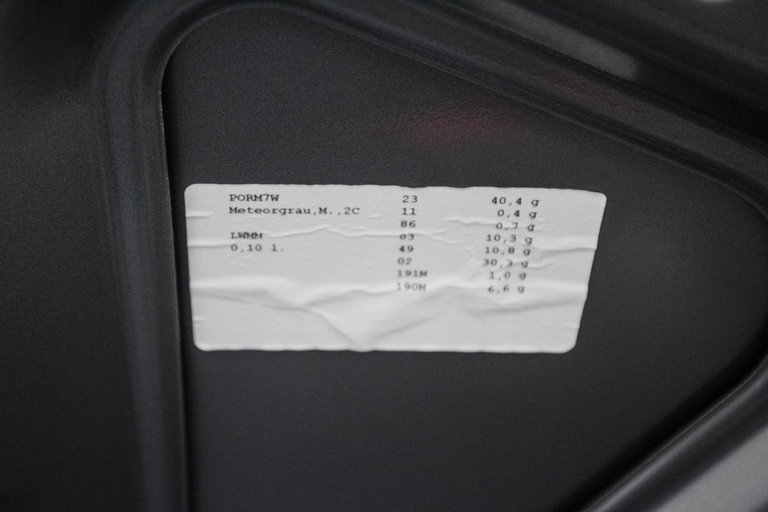 PORM7W 23 40,4 g
Meteorgrau,M.,2C 11 0,4 g
86 0,7 g
LWMM 03 10,3 g
0,10 l. 49 10,8 g
02 30,3 g
191M 1,0 g
190M 6,6 g